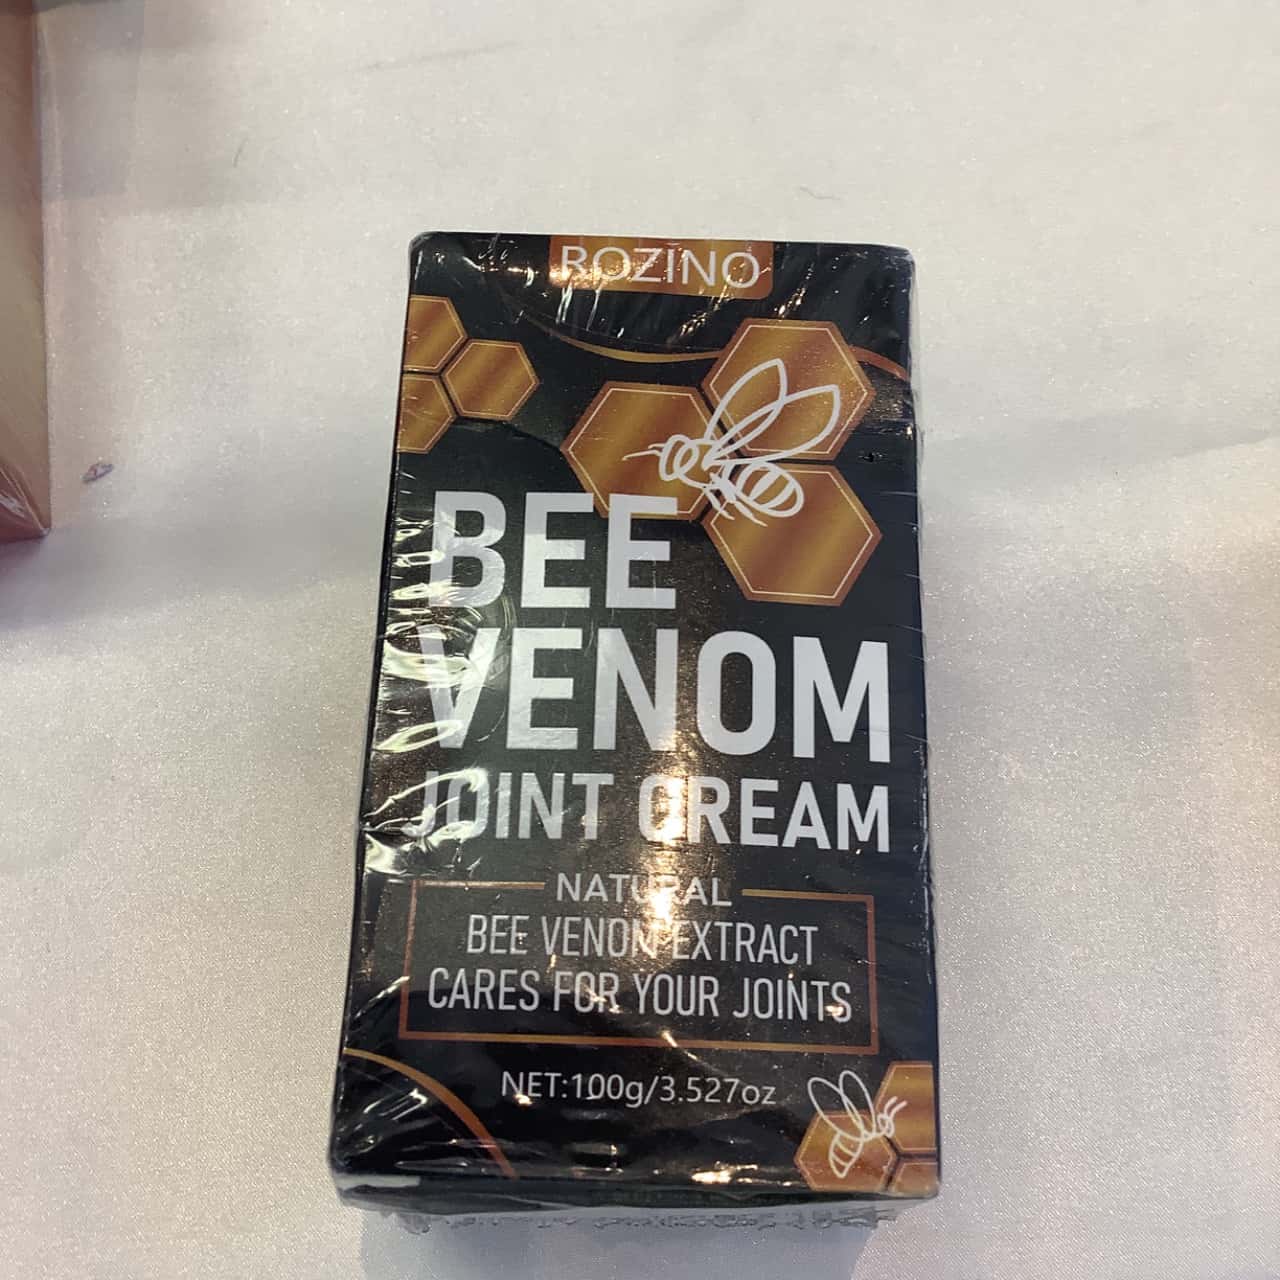 ROZINO
BEE
VENOM
JOINT CREAM
NATURAL
BEE VENOM EXTRACT
CARES FOR YOUR JOINTS
NET:100g/3.527oz